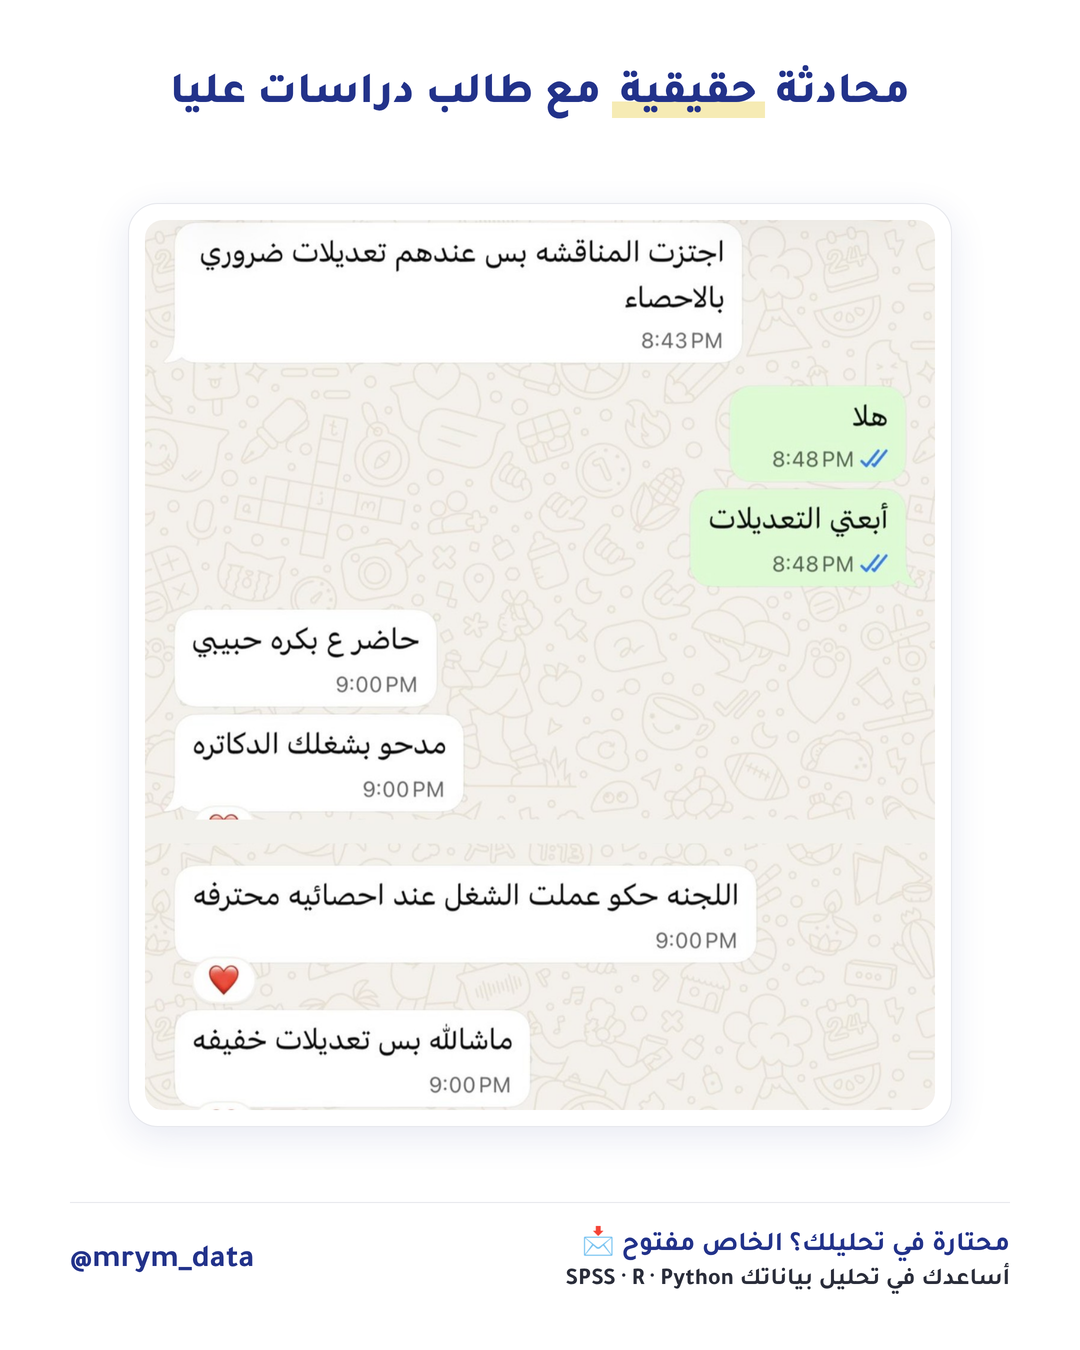 محادثة حقيقية مع طالب دراسات عليا
اجتزت المناقشه بس عندهم تعديلات ضروري
بالاحصاء
8:43 PM
هلا
8:48 PM
أبعتي التعديلات
8:48 PM
حاضر ع بكره حبيبي
9:00 PM
مدحو بشغلك الدكاتره
9:00 PM
اللجنه حكو عملت الشغل عند احصائيه محترفه
9:00 PM
ماشالله بس تعديلات خفيفه
9:00 PM
محتارة في تحليلك؟ الخاص مفتوح 📩
أساعدك في تحليل بياناتك SPSS · R · Python
@mrym_data